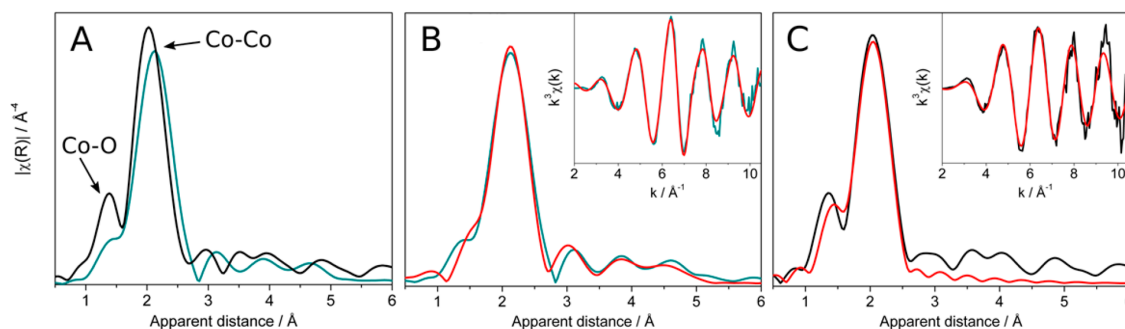 A
Co-Co
Co-O
|χ(R)| / Å⁻⁴
1 2 3 4 5 6
Apparent distance / Å
B
k³χ(k)
2 4 6 8 10
k / Å⁻¹
1 2 3 4 5 6
Apparent distance / Å
C
k³χ(k)
2 4 6 8 10
k / Å⁻¹
1 2 3 4 5 6
Apparent distance / Å